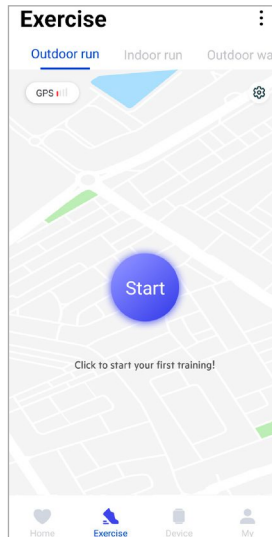 Exercise
Outdoor run Indoor run Outdoor wa
GPS
Start
Click to start your first training!
Home Exercise Device My